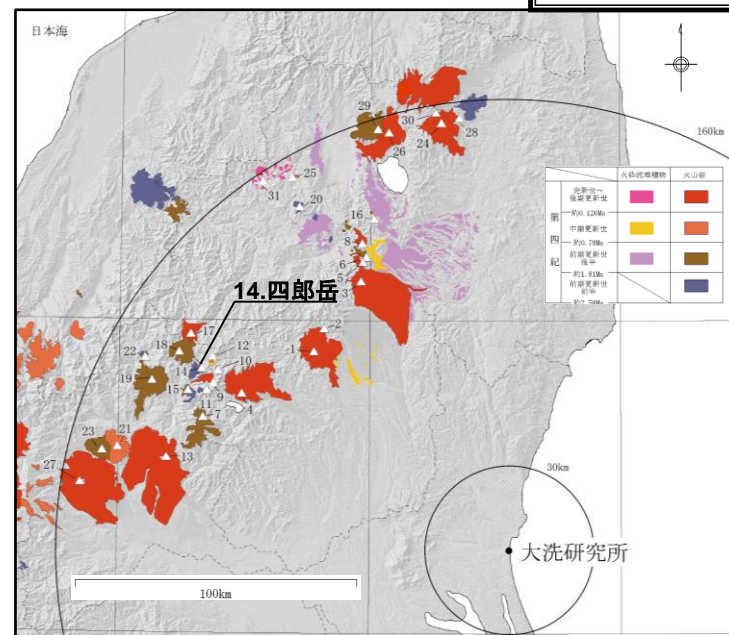 日本海
160km
29
30
28
24
26
25
31
20
16
8
6
5
3
火砕流堆積物
火山岩
第四紀
完新世~
後期更新世
約0.126Ma
中期更新世
約0.78Ma
前期更新世
後半
約1.81Ma
前期更新世
前半
約2.58Ma
14.四郎岳
17
2
18
12
1
22
14
10
19
15
9
4
11
7
23
21
13
27
30km
大洗研究所
100km